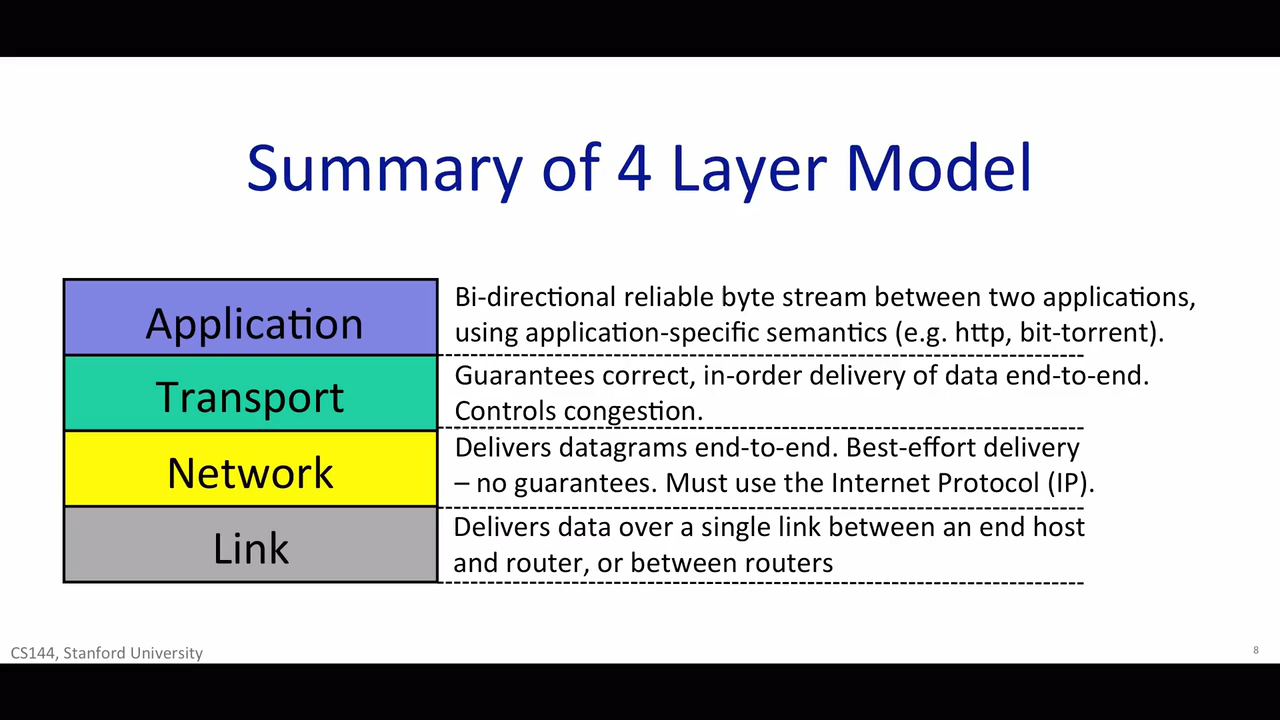 Summary of 4 Layer Model
Application
Bi-directional reliable byte stream between two applications,
using application-specific semantics (e.g. http, bit-torrent).
Transport
Guarantees correct, in-order delivery of data end-to-end.
Controls congestion.
Network
Delivers datagrams end-to-end. Best-effort delivery
– no guarantees. Must use the Internet Protocol (IP).
Link
Delivers data over a single link between an end host
and router, or between routers
CS144, Stanford University
8